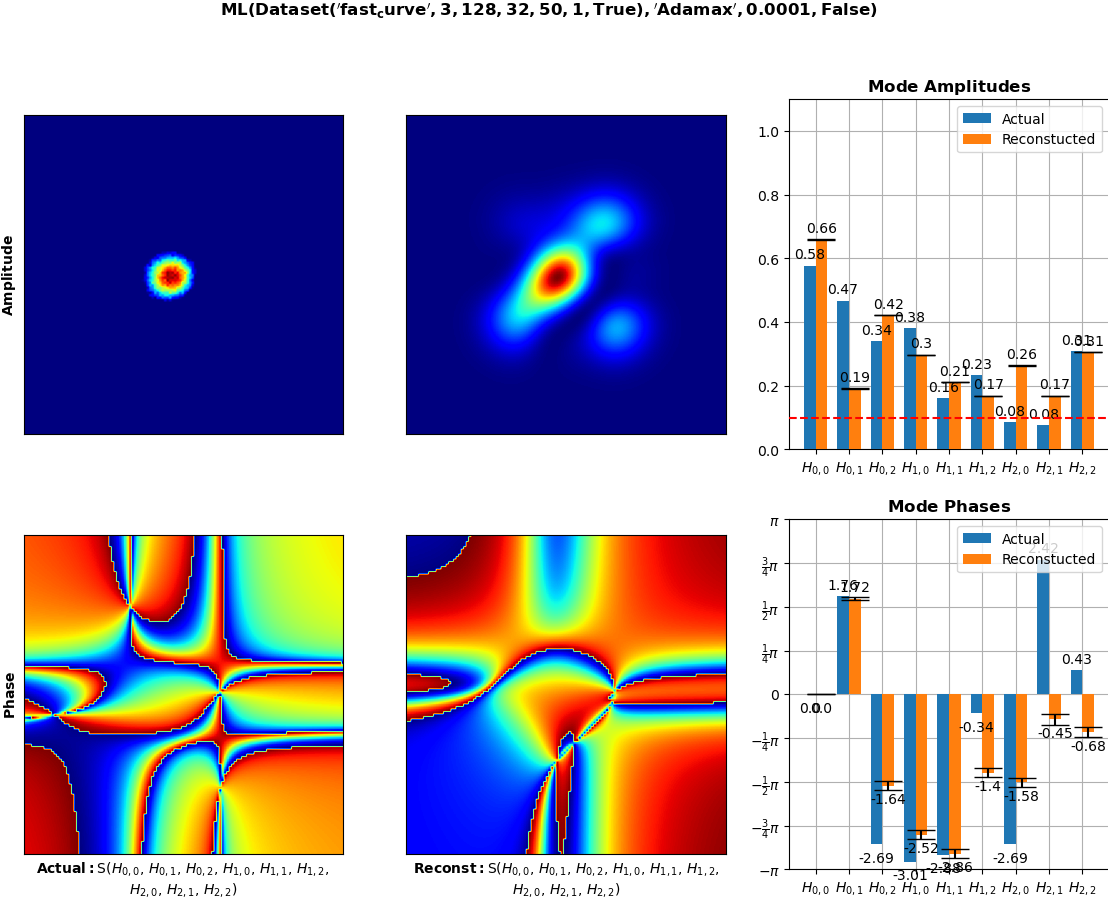 ML(Dataset('fast_curve', 3, 128, 32, 50, 1, True), 'Adamax', 0.0001, False)
Amplitude
Mode Amplitudes
Actual
Reconstucted
1.0
0.8
0.6
0.4
0.2
0.0
0.58 0.66 0.47 0.19 0.34 0.42 0.38 0.3 0.16 0.21 0.23 0.17 0.08 0.26 0.08 0.17 0.31 0.31
H0,0 H0,1 H0,2 H1,0 H1,1 H1,2 H2,0 H2,1 H2,2
Phase
Actual: S(H0,0, H0,1, H0,2, H1,0, H1,1, H1,2,
H2,0, H2,1, H2,2)
Reconst: S(H0,0, H0,1, H0,2, H1,0, H1,1, H1,2,
H2,0, H2,1, H2,2)
Mode Phases
Actual
Reconstucted
π
3/4π
1/2π
1/4π
0
−1/4π
−1/2π
−3/4π
−π
0.0 0.0 1.76 1.72 -2.69 -1.64 -3.01 -2.52 -2.86 -0.34 -1.4 -2.69 -1.58 2.42 -0.45 0.43 -0.68
H0,0 H0,1 H0,2 H1,0 H1,1 H1,2 H2,0 H2,1 H2,2